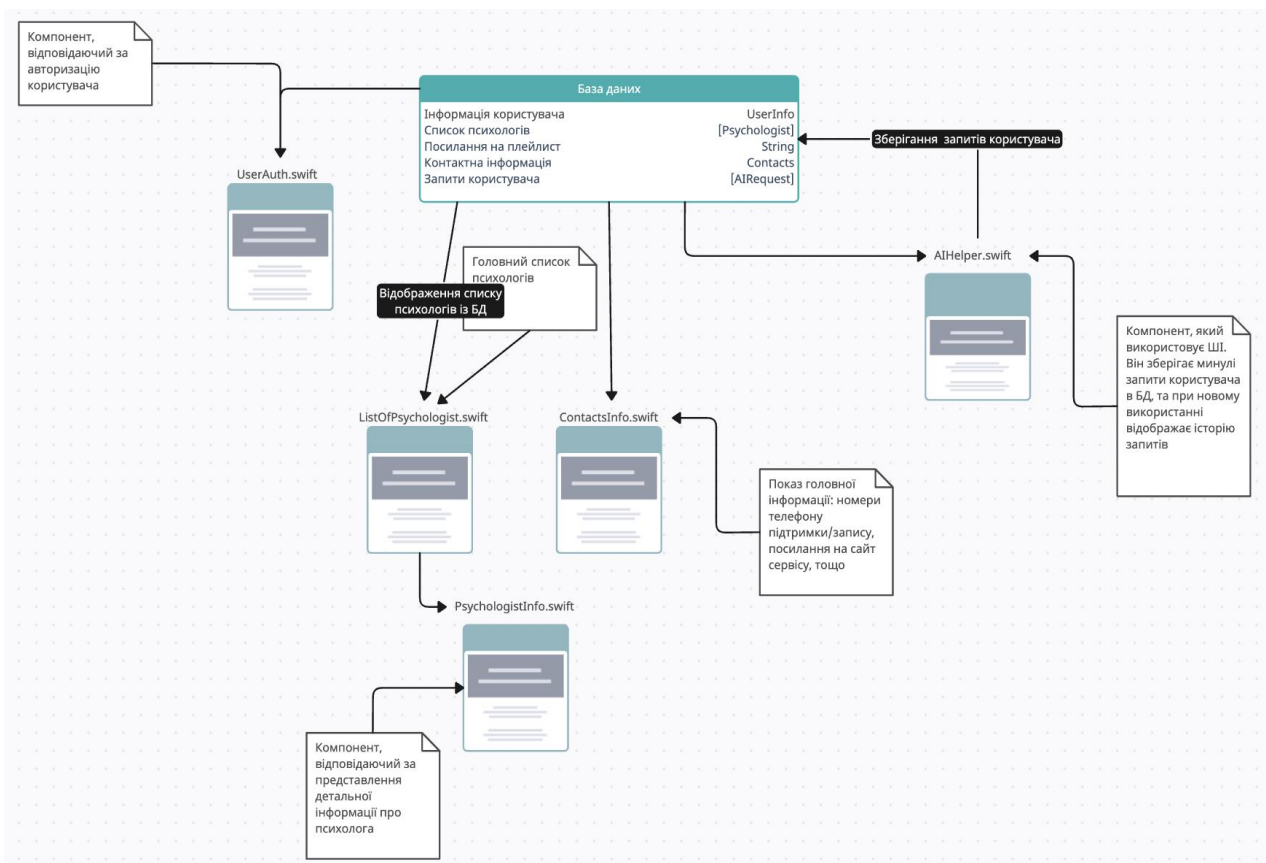 Компонент,
відповідаючий за
авторизацію
користувача
База даних
Інформація користувача UserInfo
Список психологів [Psychologist]
Посилання на плейлист String
Контактна інформація Contacts
Запити користувача [AIRequest]
Зберігання запитів користувача
UserAuth.swift
Головний список
психологів
Відображення списку
психологів із БД
AIHelper.swift
Компонент, який
використовує ШІ.
Він зберігає минулі
запити користувача
в БД, та при новому
використанні
відображає історію
запитів
ListOfPsychologist.swift
ContactsInfo.swift
Показ головної
інформації: номери
телефону
підтримки/запису,
посилання на сайт
сервісу, тощо
PsychologistInfo.swift
Компонент,
відповідаючий за
представлення
детальної
інформації про
психолога